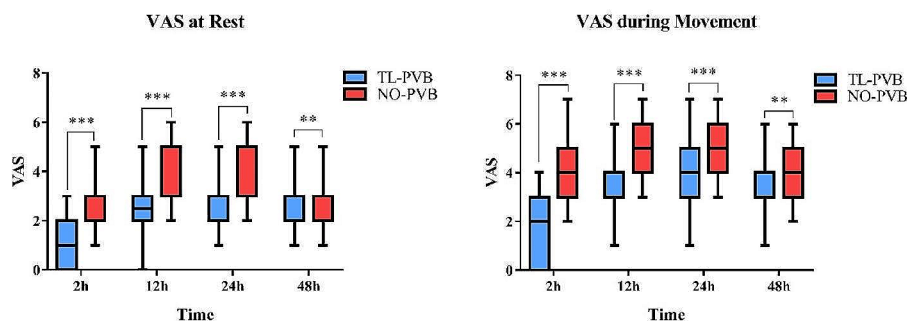 VAS at Rest
VAS
8
6
4
2
0
***
***
***
**
TL-PVB
NO-PVB
2h 12h 24h 48h
Time
VAS during Movement
VAS
8
6
4
2
0
***
***
***
**
TL-PVB
NO-PVB
2h 12h 24h 48h
Time